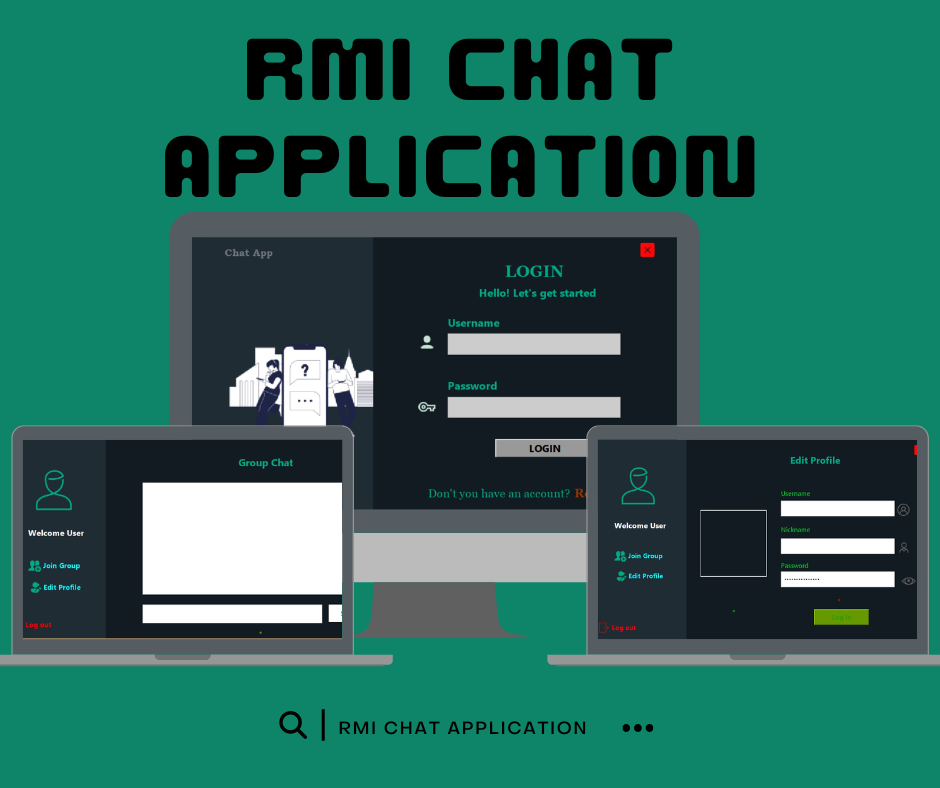 RMI CHAT
APPLICATION
Chat App
LOGIN
Hello! Let's get started
Username
Password
LOGIN
Don't you have an account? Re
?
Group Chat
Welcome User
Join Group
Edit Profile
Log out
Edit Profile
Username
Nickname
Password
Welcome User
Join Group
Edit Profile
Log out
RMI CHAT APPLICATION